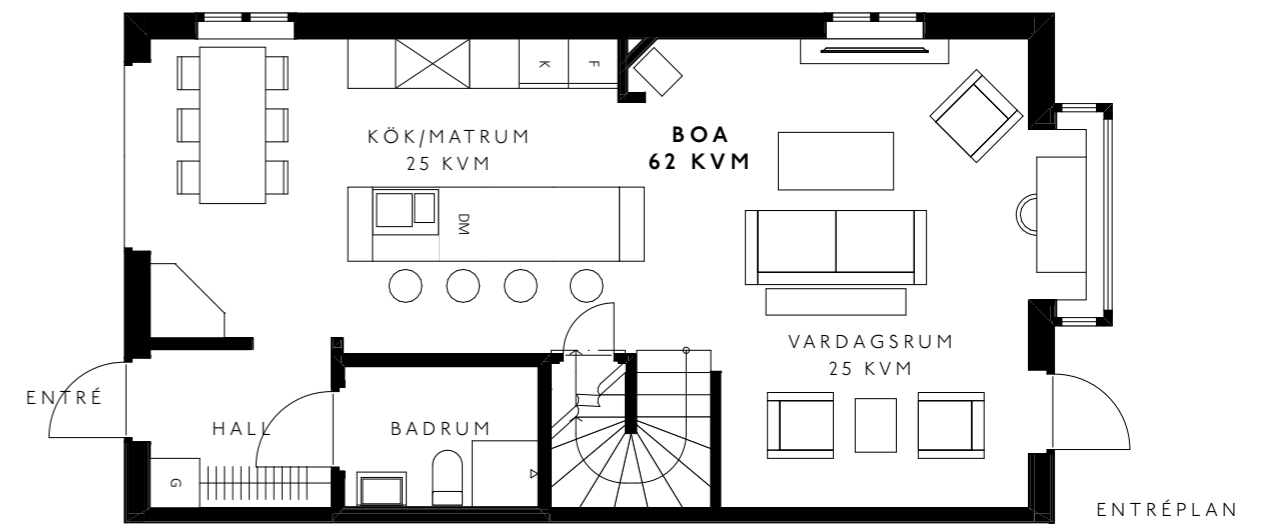 K
F
KÖK/MATRUM
25 KVM
BOA
62 KVM
DM
VARDAGSRUM
25 KVM
ENTRÉ
HALL
BADRUM
G
ENTRÉPLAN